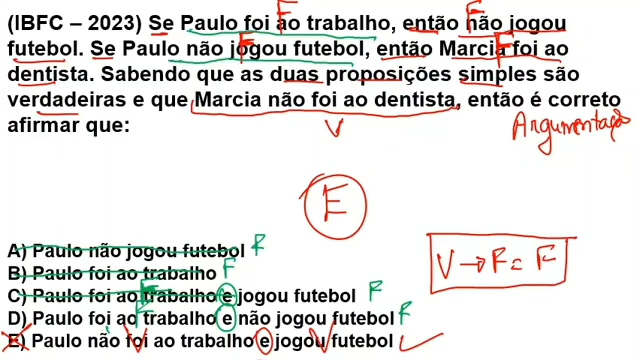 (IBFC – 2023) Se Paulo foi ao trabalho, então não jogou
F F
futebol. Se Paulo não jogou futebol, então Marcia foi ao
F F
dentista. Sabendo que as duas proposições simples são
verdadeiras e que Marcia não foi ao dentista, então é correto
afirmar que:
V
Argumentação
E
A) Paulo não jogou futebol F
B) Paulo foi ao trabalho F
V → F = F
C) Paulo foi ao trabalho e jogou futebol F
F
D) Paulo foi ao trabalho e não jogou futebol F
F
E) Paulo não foi ao trabalho e jogou futebol
V V